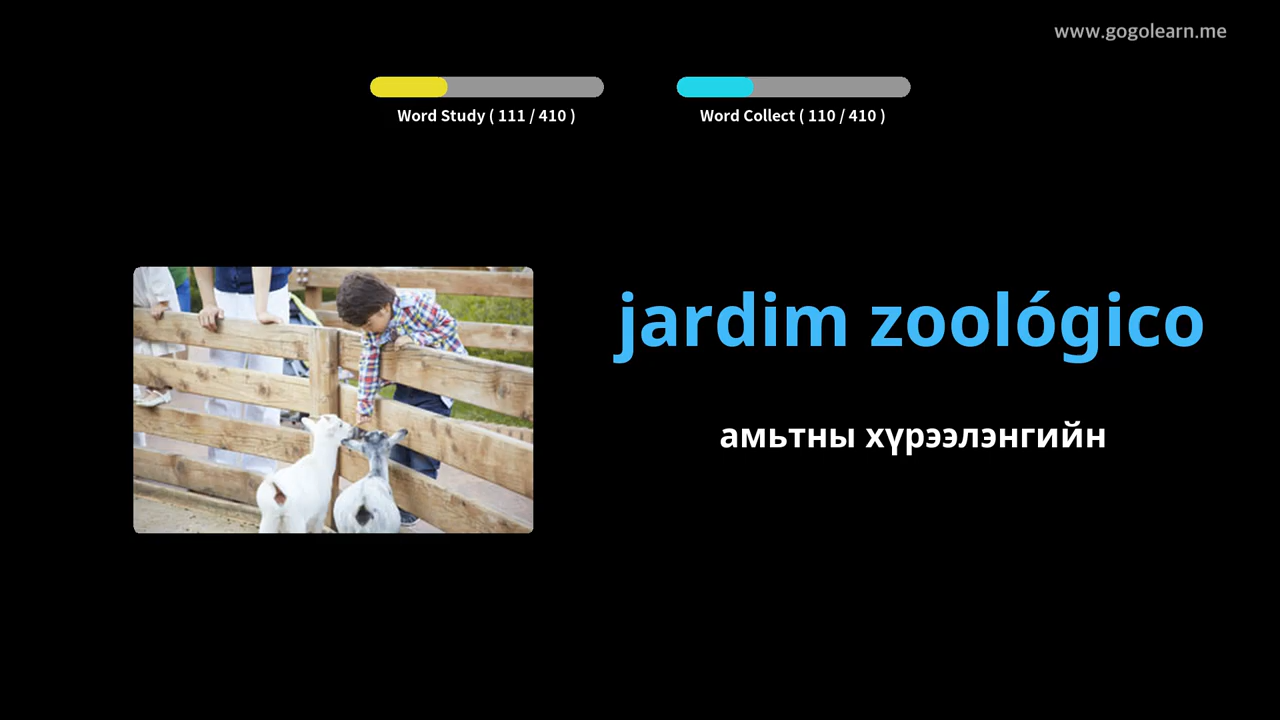 www.gogolearn.me
Word Study ( 111 / 410 )
Word Collect ( 110 / 410 )
jardim zoológico
амьтны хүрээлэнгийн